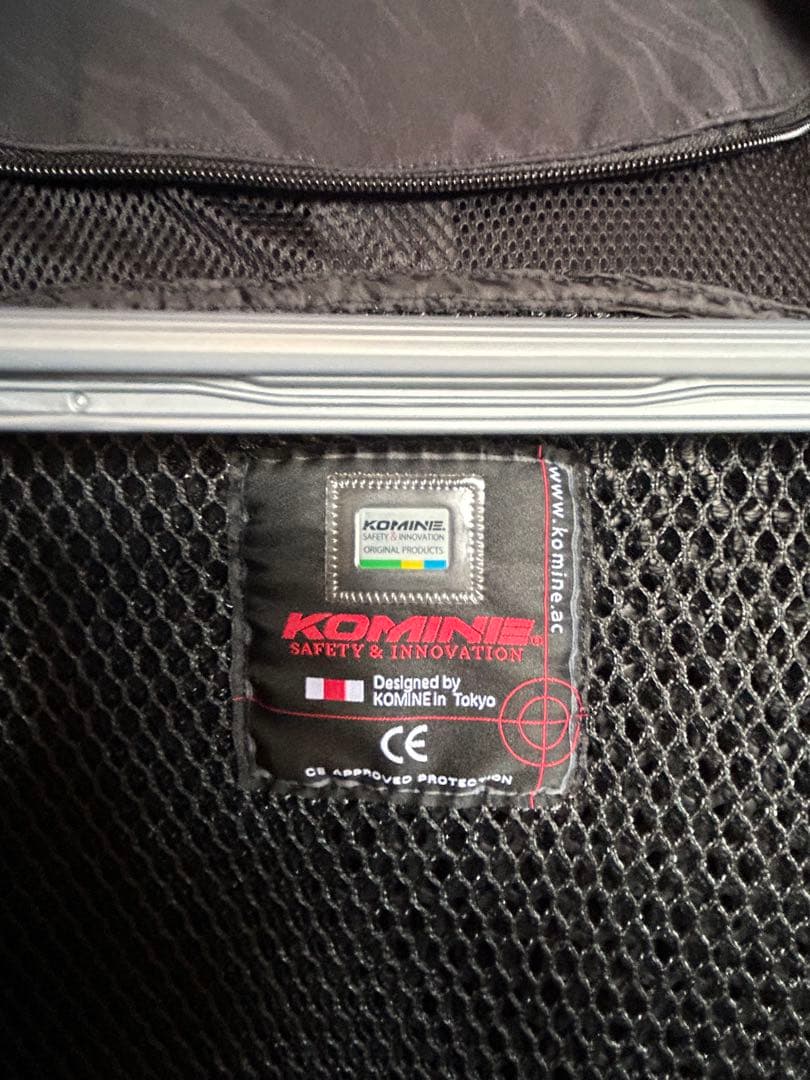 KOMINE.
SAFETY & INNOVATION
ORIGINAL PRODUCTS
KOMINE®
SAFETY & INNOVATION
Designed by
KOMINE in Tokyo
CE
CE APPROVED PROTECTION
www.komine.ac